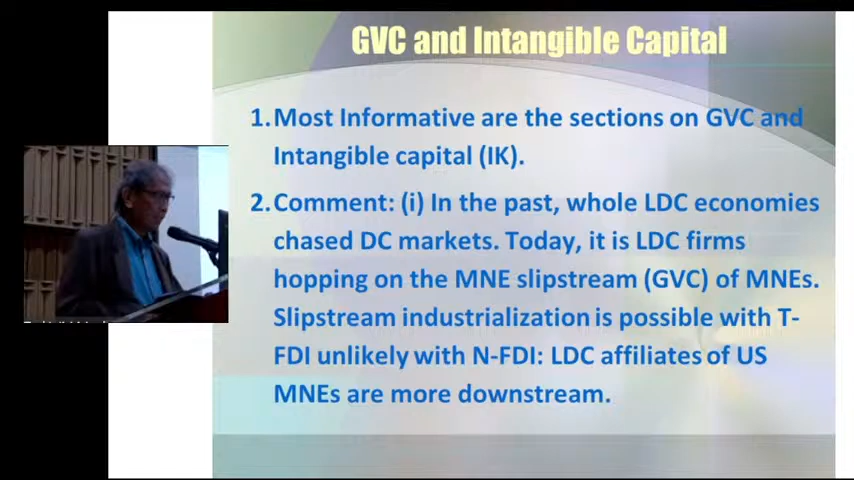 GVC and Intangible Capital
1. Most Informative are the sections on GVC and
Intangible capital (IK).
2. Comment: (i) In the past, whole LDC economies
chased DC markets. Today, it is LDC firms
hopping on the MNE slipstream (GVC) of MNEs.
Slipstream industrialization is possible with T-
FDI unlikely with N-FDI: LDC affiliates of US
MNEs are more downstream.